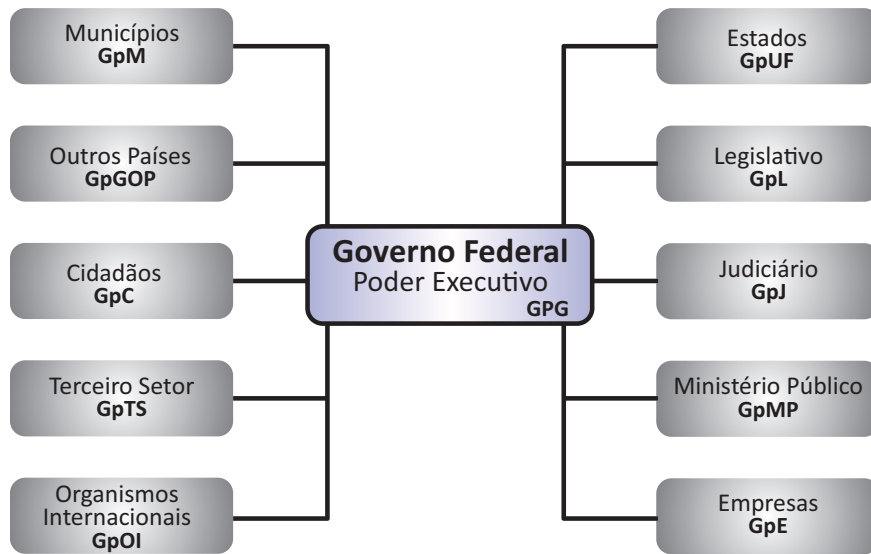 Municípios
GpM
Outros Países
GpGOP
Cidadãos
GpC
Terceiro Setor
GpTS
Organismos
Internacionais
GpOI
Governo Federal
Poder Executivo
GPG
Estados
GpUF
Legislativo
GpL
Judiciário
GpJ
Ministério Público
GpMP
Empresas
GpE